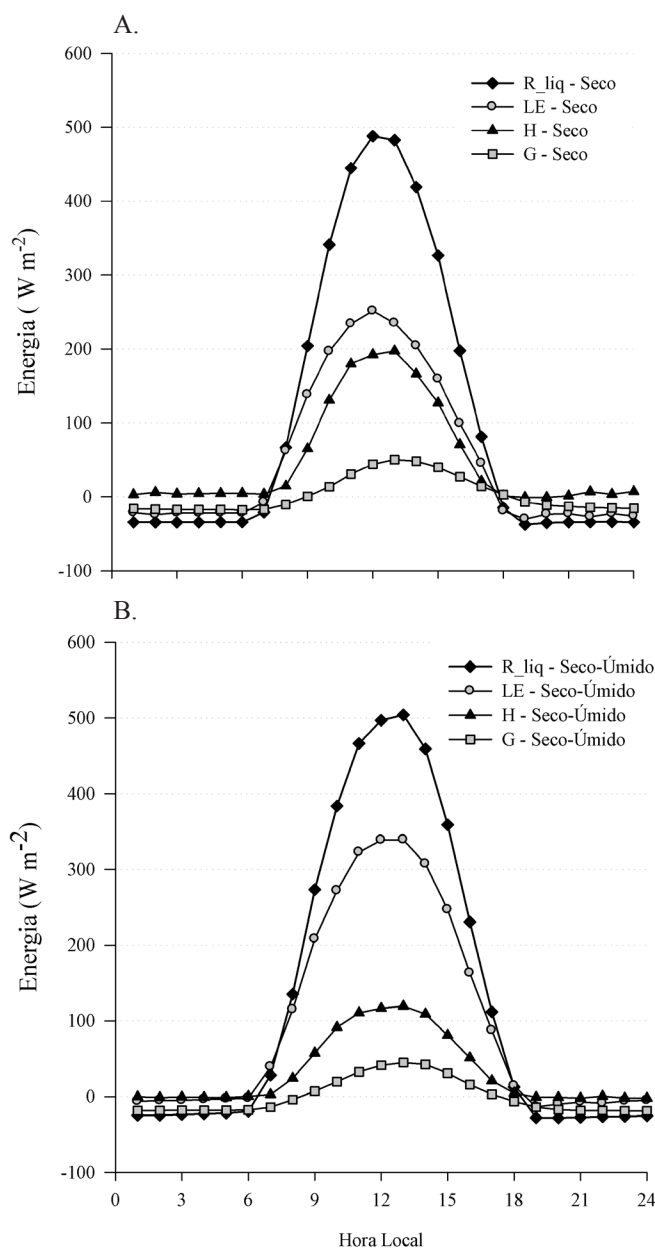 A.
600
500
400
300
200
100
0
-100
Energia ( W m-2)
R_liq - Seco
LE - Seco
H - Seco
G - Seco
B.
600
500
400
300
200
100
0
-100
Energia (W m-2)
R_liq - Seco-Úmido
LE - Seco-Úmido
H - Seco-Úmido
G - Seco-Úmido
0 3 6 9 12 15 18 21 24
Hora Local